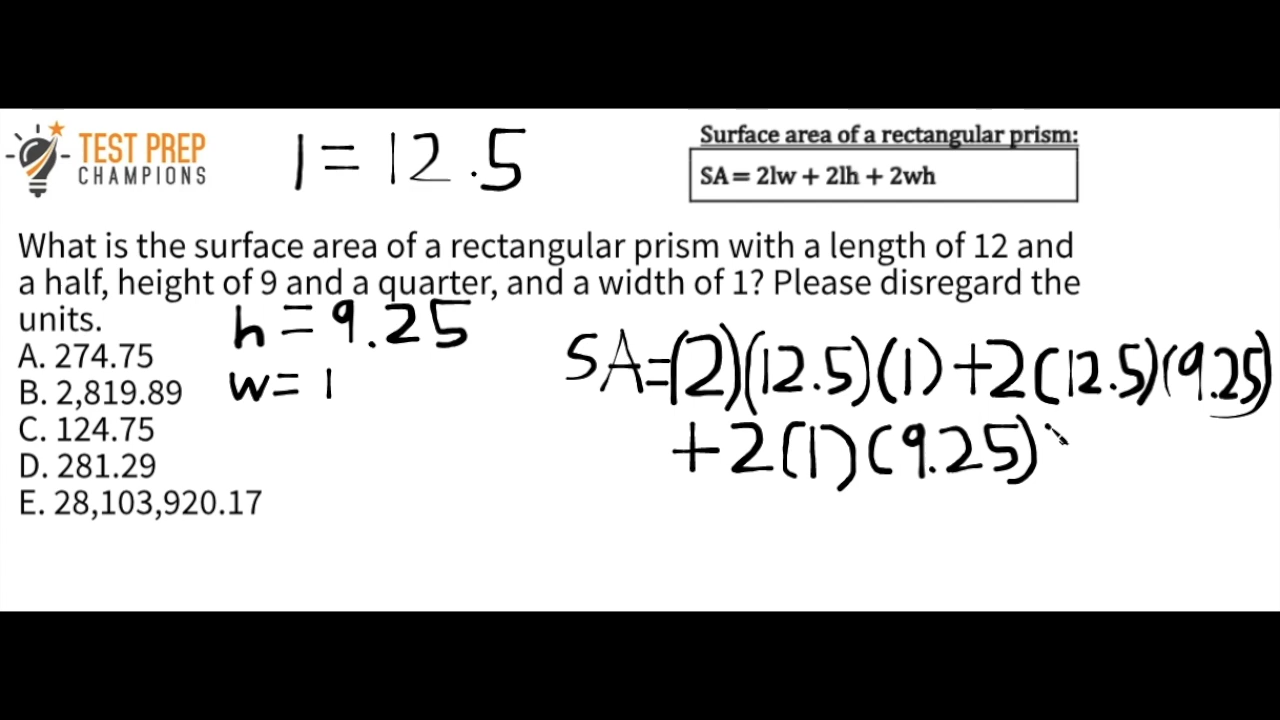 TEST PREP
CHAMPIONS
l = 12.5
Surface area of a rectangular prism:
SA = 2lw + 2lh + 2wh
What is the surface area of a rectangular prism with a length of 12 and
a half, height of 9 and a quarter, and a width of 1? Please disregard the
units.
h = 9.25
w = 1
A. 274.75
B. 2,819.89
C. 124.75
D. 281.29
E. 28,103,920.17
SA=(2)(12.5)(1)+2(12.5)(9.25)
+2(1)(9.25)